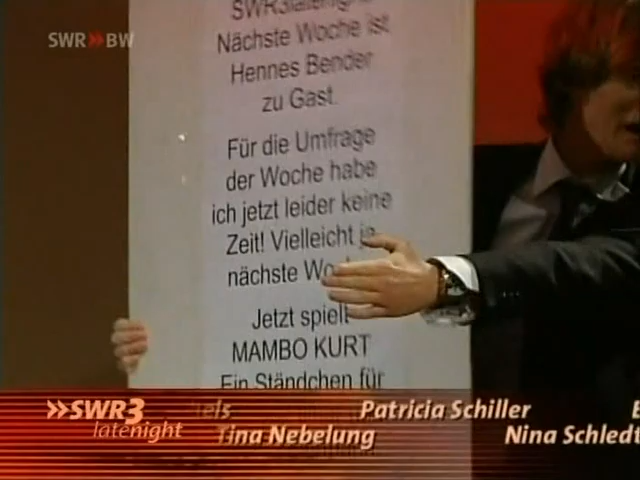 SWR3latenight.
Nächste Woche ist
Hennes Bender
zu Gast.
Für die Umfrage
der Woche habe
ich jetzt leider keine
Zeit! Vielleicht ja
nächste
Jetzt spielt
MAMBO KURT
Ein Ständchen für
SWR»BW
»SWR3
latenight
Patricia Schiller
Tina Nebelung
Nina Schledt